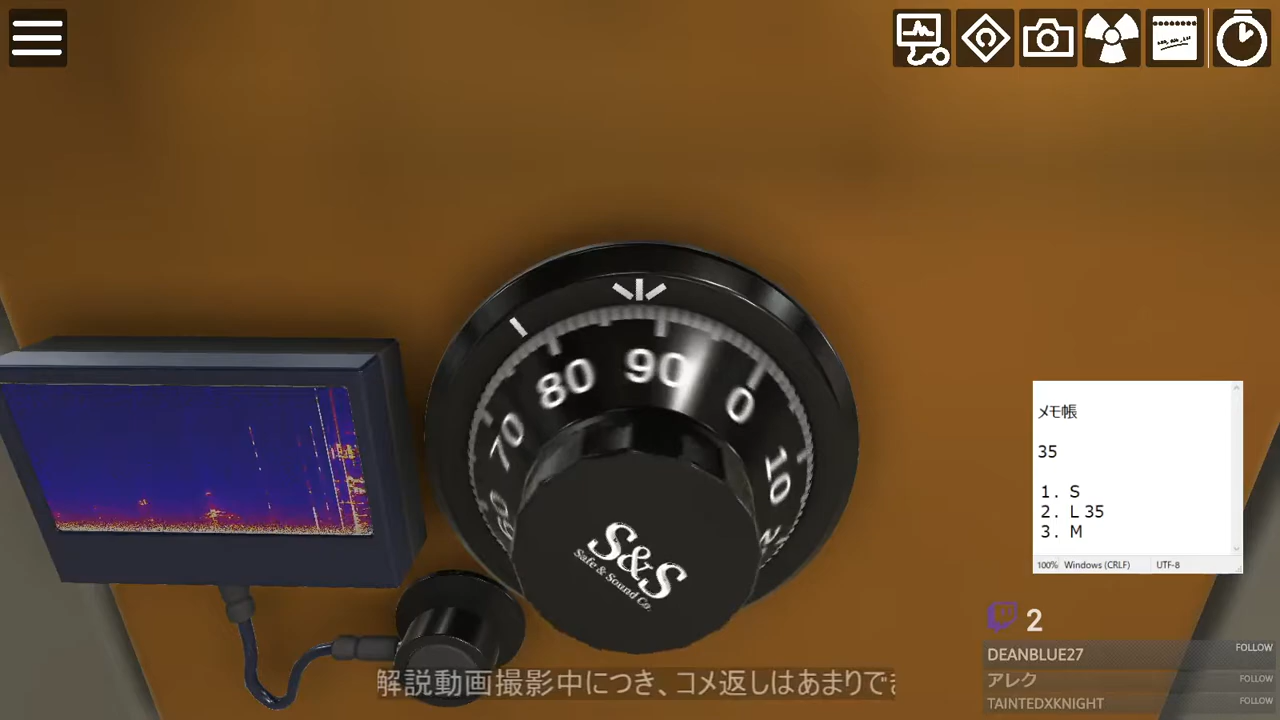 80 90 0
70 10
60 20
S&S
Safe & Sound Co.
メモ帳
35
1. S
2. L 35
3. M
100% Windows (CRLF) UTF-8
2
DEANBLUE27 FOLLOW
アレク FOLLOW
TAINTEDXKNIGHT FOLLOW
解説動画撮影中につき、コメ返しはあまりでき